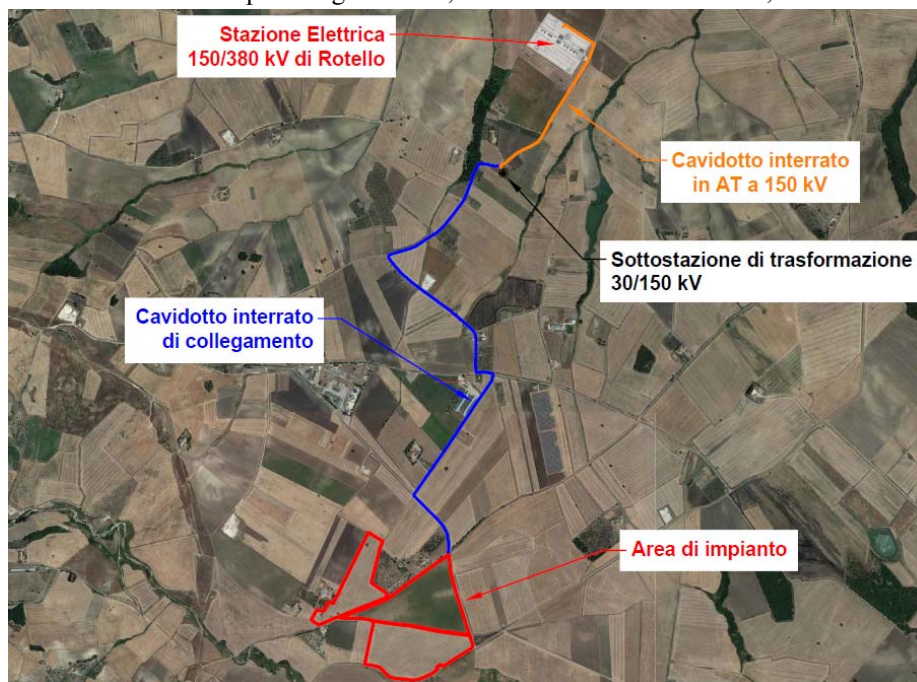 Stazione Elettrica
150/380 kV di Rotello
Cavidotto interrato
in AT a 150 kV
Sottostazione di trasformazione
30/150 kV
Cavidotto interrato
di collegamento
Area di impianto